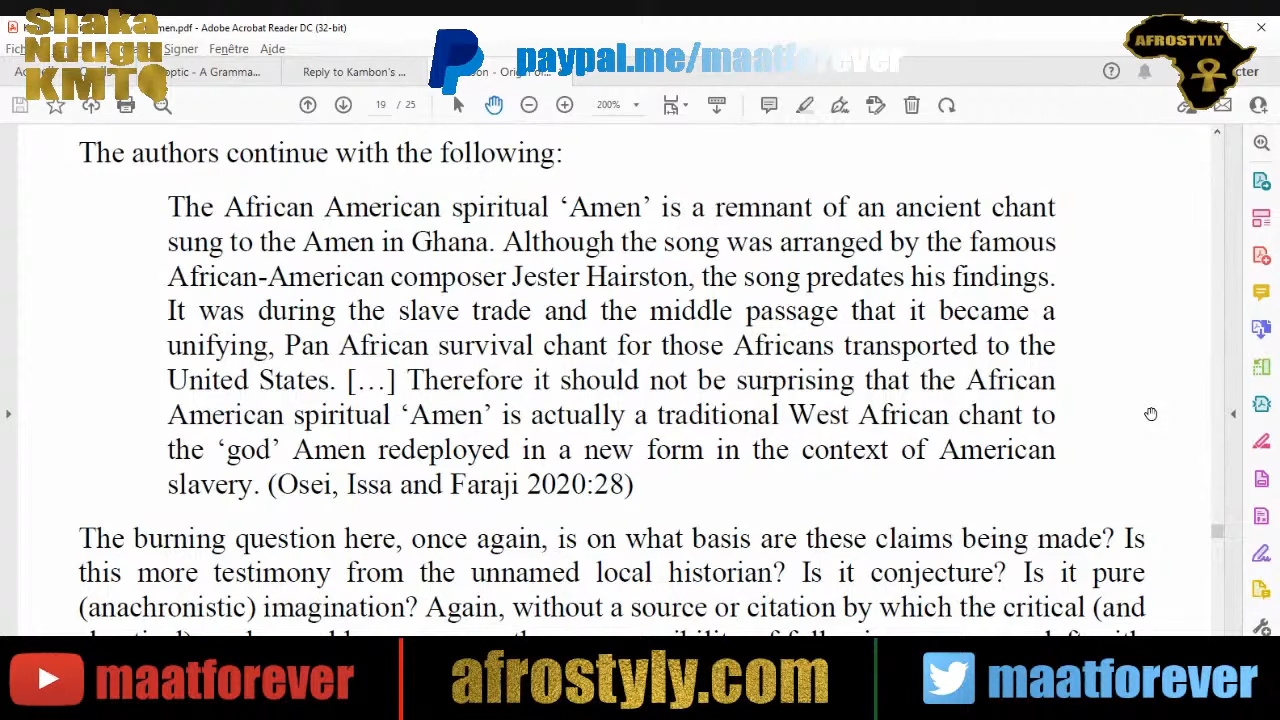 Shaka
Ndugu
KMT
men.pdf - Adobe Acrobat Reader DC (32-bit)
Signer Fenêtre Aide
optic - A Gramma... Reply to Kambon's ...
paypal.me/maatforever
AFROSTYLY
19 / 25 200%
The authors continue with the following:
The African American spiritual ‘Amen’ is a remnant of an ancient chant
sung to the Amen in Ghana. Although the song was arranged by the famous
African-American composer Jester Hairston, the song predates his findings.
It was during the slave trade and the middle passage that it became a
unifying, Pan African survival chant for those Africans transported to the
United States. […] Therefore it should not be surprising that the African
American spiritual ‘Amen’ is actually a traditional West African chant to
the ‘god’ Amen redeployed in a new form in the context of American
slavery. (Osei, Issa and Faraji 2020:28)
The burning question here, once again, is on what basis are these claims being made? Is
this more testimony from the unnamed local historian? Is it conjecture? Is it pure
(anachronistic) imagination? Again, without a source or citation by which the critical (and
maatforever
afrostyly.com
maatforever